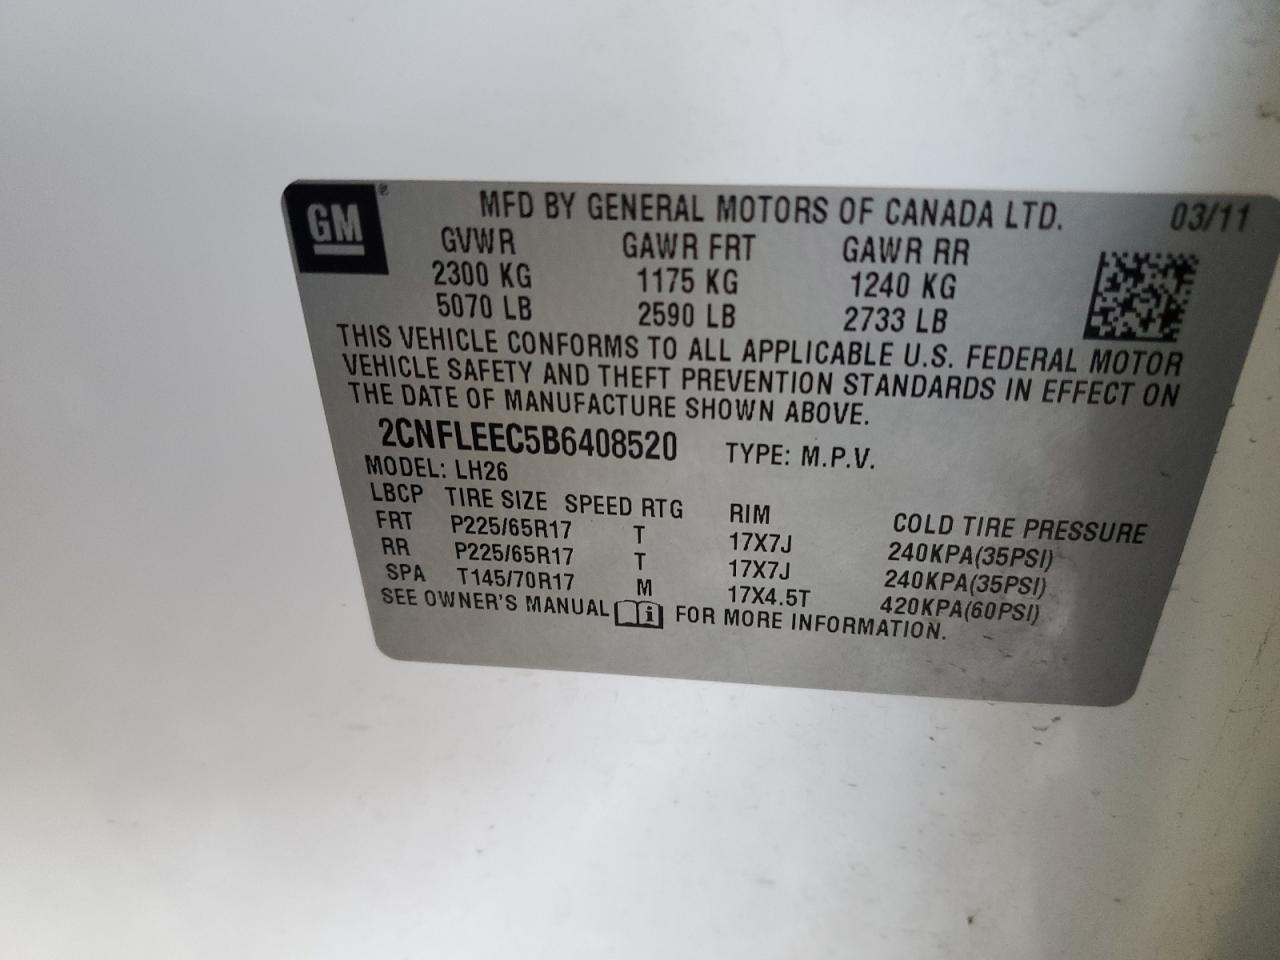 GM®
MFD BY GENERAL MOTORS OF CANADA LTD. 03/11
GVWR GAWR FRT GAWR RR
2300 KG 1175 KG 1240 KG
5070 LB 2590 LB 2733 LB
THIS VEHICLE CONFORMS TO ALL APPLICABLE U.S. FEDERAL MOTOR
VEHICLE SAFETY AND THEFT PREVENTION STANDARDS IN EFFECT ON
THE DATE OF MANUFACTURE SHOWN ABOVE.
2CNFLEEC5B6408520 TYPE: M.P.V.
MODEL: LH26
LBCP TIRE SIZE SPEED RTG RIM COLD TIRE PRESSURE
FRT P225/65R17 T 17X7J 240KPA(35PSI)
RR P225/65R17 T 17X7J 240KPA(35PSI)
SPA T145/70R17 M 17X4.5T 420KPA(60PSI)
SEE OWNER'S MANUAL i FOR MORE INFORMATION.